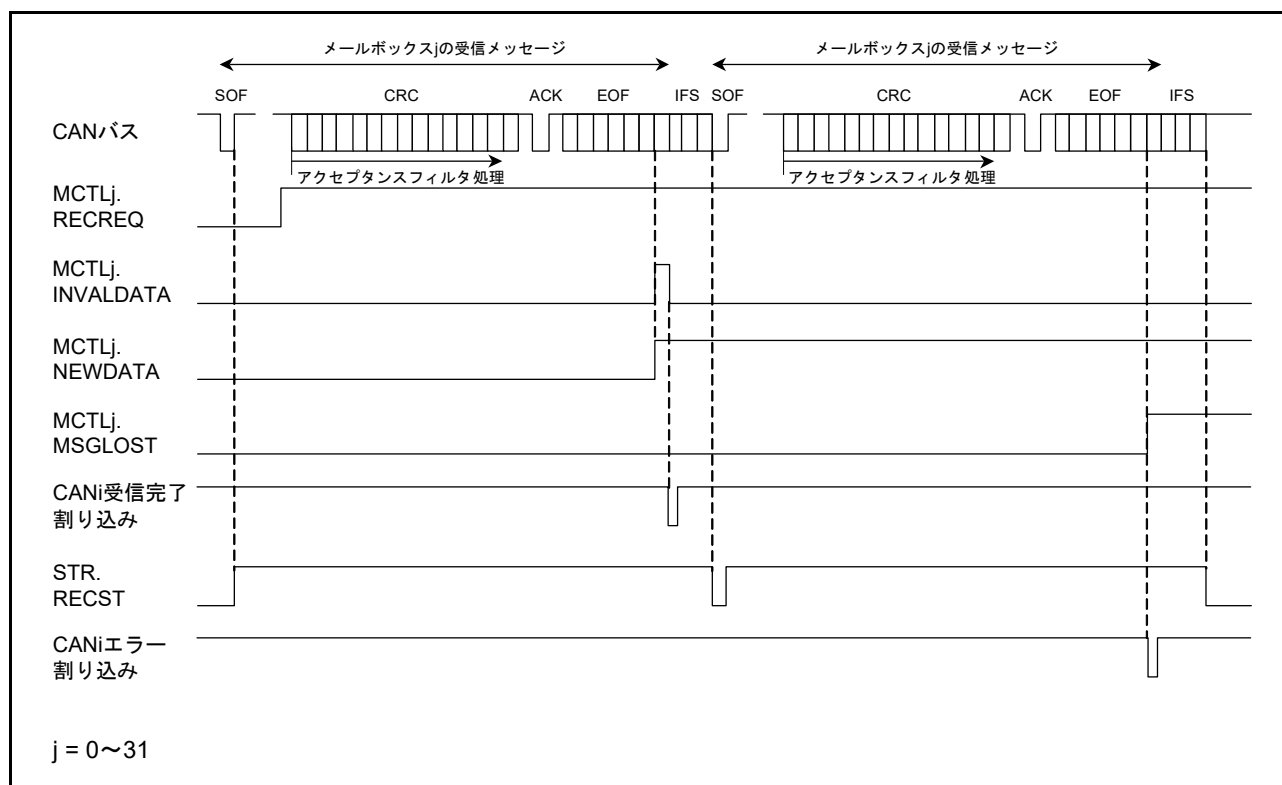 メールボックスjの受信メッセージ メールボックスjの受信メッセージ
SOF CRC ACK EOF IFS SOF CRC ACK EOF IFS
CANバス
アクセプタンスフィルタ処理 アクセプタンスフィルタ処理
MCTLj.
RECREQ
MCTLj.
INVALDATA
MCTLj.
NEWDATA
MCTLj.
MSGLOST
CANi受信完了
割り込み
STR.
RECST
CANiエラー
割り込み
j = 0～31